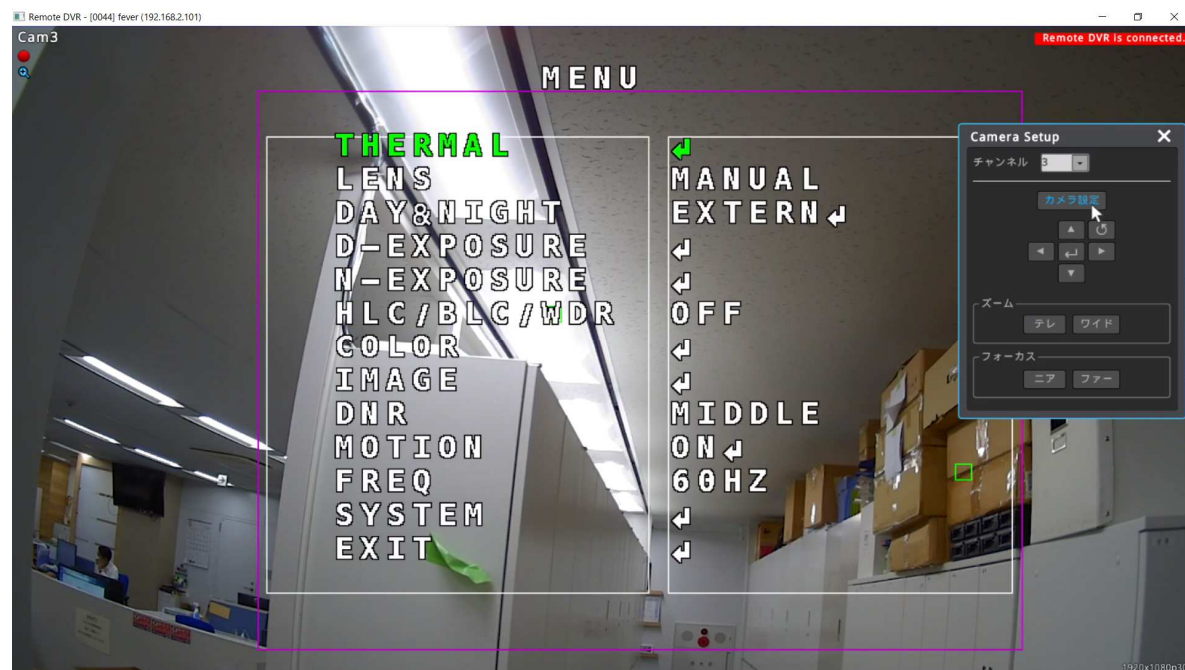 Remote DVR - [0044] fever (192.168.2.101)
Cam3
Remote DVR is connected.
MENU
THERMAL ↲
LENS MANUAL
DAY&NIGHT EXTERN↲
D-EXPOSURE ↲
N-EXPOSURE ↲
HLC/BLC/WDR OFF
COLOR ↲
IMAGE ↲
DNR MIDDLE
MOTION ON↲
FREQ 60HZ
SYSTEM ↲
EXIT ↲
Camera Setup
チャンネル 3
カメラ設定
ズーム
テレ ワイド
フォーカス
ニア ファー
1920x1080p30